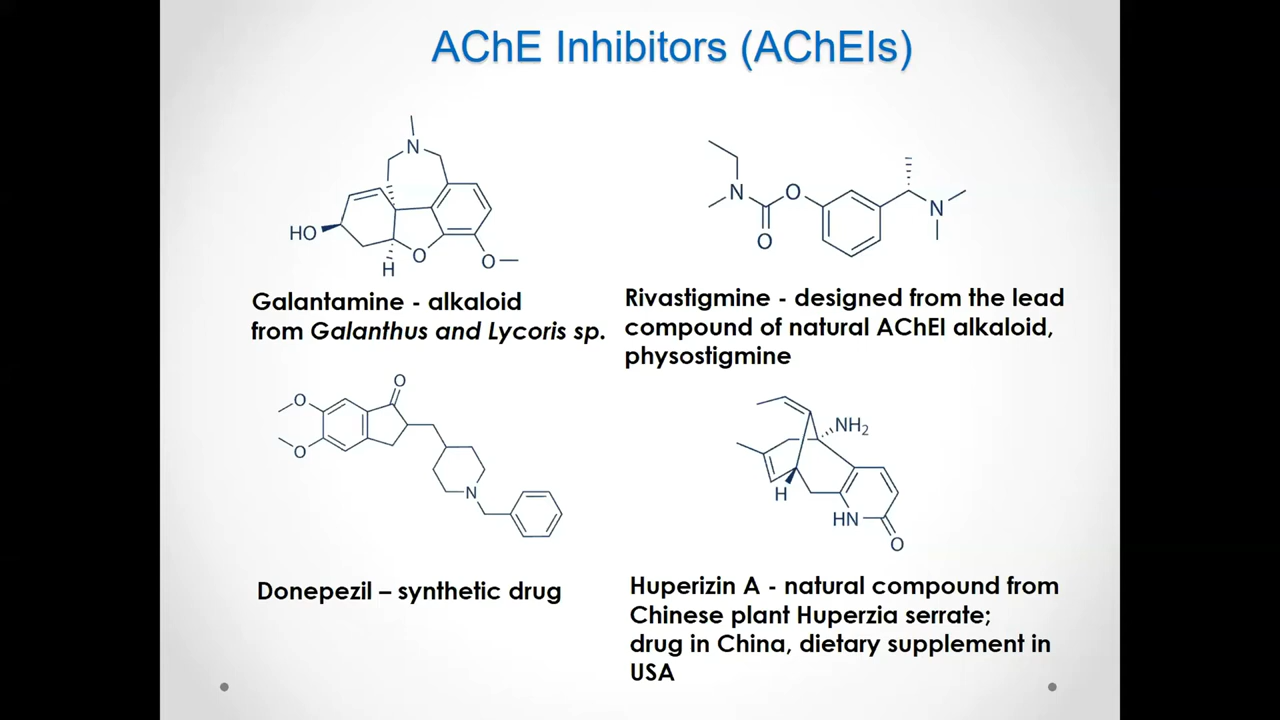 AChE Inhibitors (AChEIs)
N
HO
O
H
O
Galantamine - alkaloid
from Galanthus and Lycoris sp.
N
O
O
N
Rivastigmine - designed from the lead
compound of natural AChEI alkaloid,
physostigmine
O
O
O
N
Donepezil – synthetic drug
NH₂
H
HN
O
Huperizin A - natural compound from
Chinese plant Huperzia serrate;
drug in China, dietary supplement in
USA